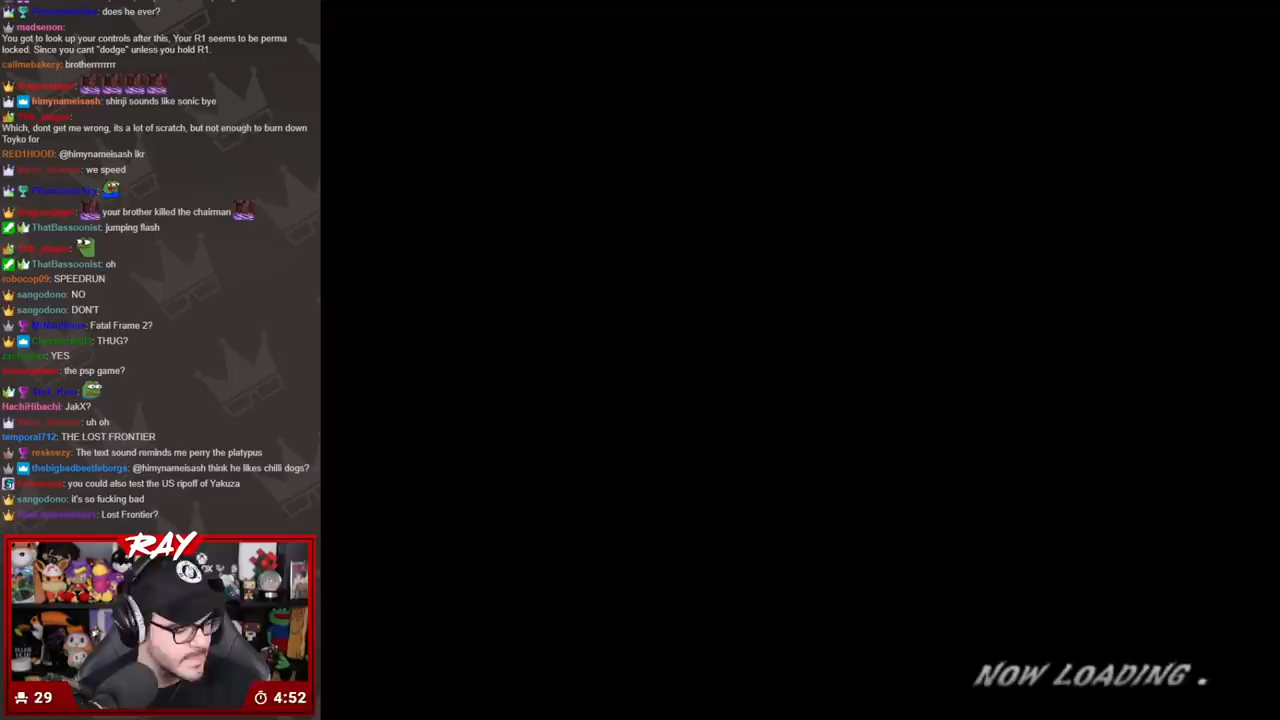 does he ever?
madsenon:
You got to look up your controls after this, Your R1 seems to be perma
locked. Since you cant "dodge" unless you hold R1.
callmebakery: brotherrrrrrr
himynameisash: shinji sounds like sonic bye
Which, dont get me wrong, its a lot of scratch, but not enough to burn down
Toyko for
RED1HOOD: @himynameisash ikr
we speed
your brother killed the chairman
ThatBassoonist: jumping flash
ThatBassoonist: oh
robocop09: SPEEDRUN
sangodono: NO
sangodono: DON'T
Fatal Frame 2?
THUG?
YES
the psp game?
HachiHibachi: JakX?
uh oh
temporal712: THE LOST FRONTIER
reskeezy: The text sound reminds me perry the platypus
thebigbadbeetleborgs: @himynameisash think he likes chilli dogs?
you could also test the US ripoff of Yakuza
sangodono: it's so fucking bad
Lost Frontier?
RAY
29 4:52
NOW LOADING .